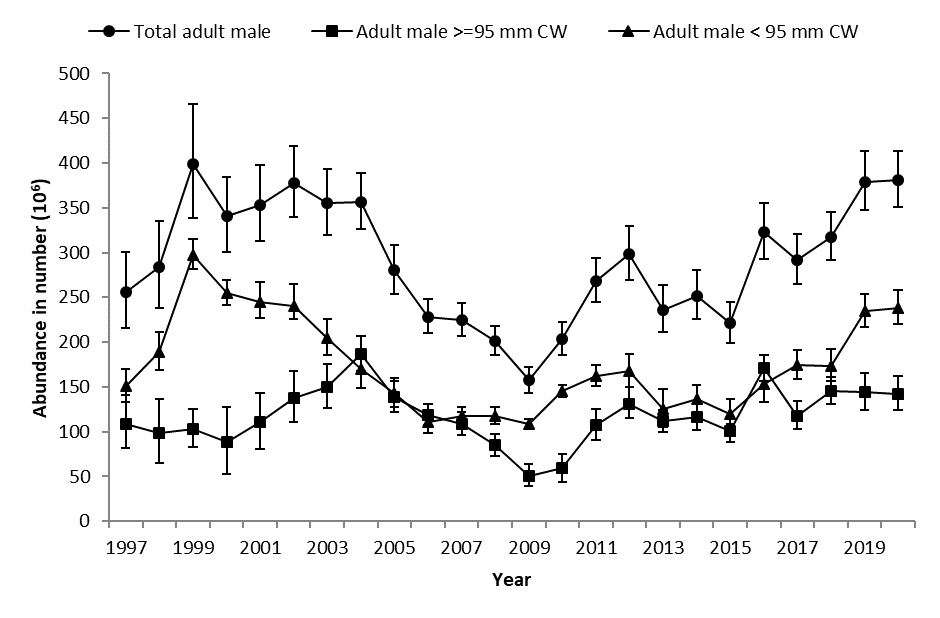 Total adult male Adult male >=95 mm CW Adult male < 95 mm CW
500
450
400
350
300
250
200
150
100
50
0
Abundance in number (10⁶)
1997 1999 2001 2003 2005 2007 2009 2011 2013 2015 2017 2019
Year